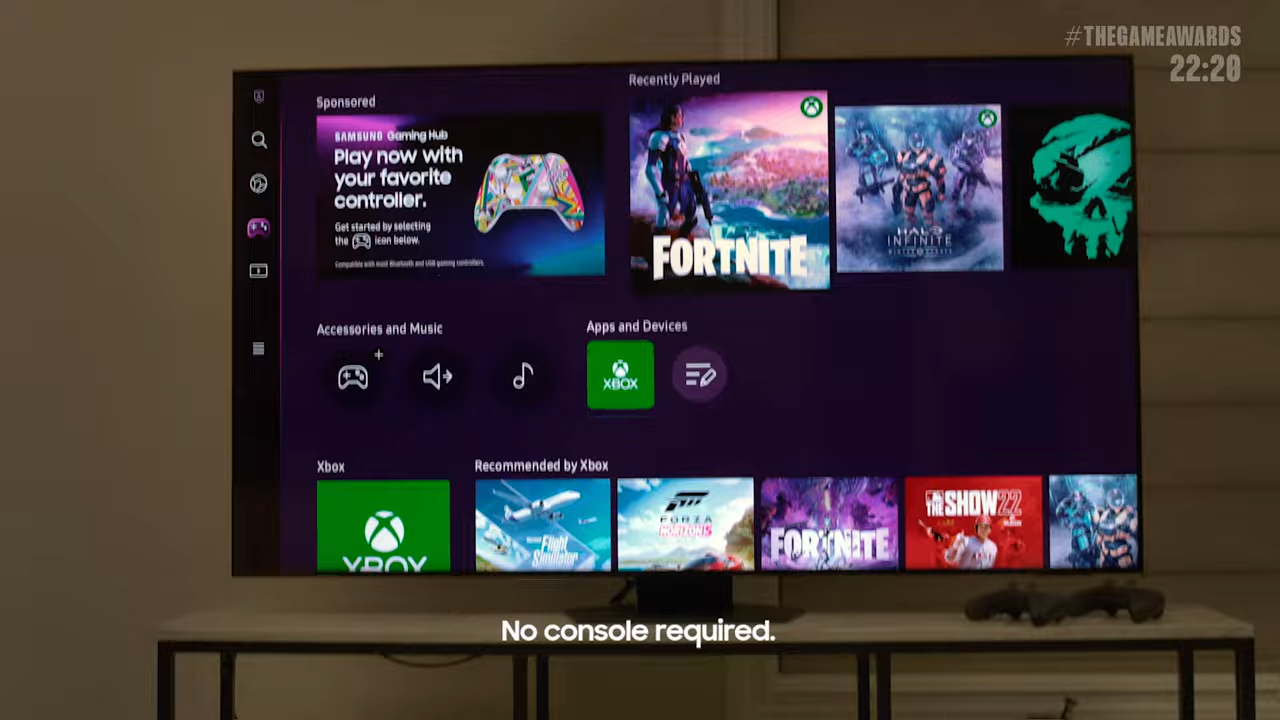 #THEGAMEAWARDS
22:20
Sponsored
SAMSUNG Gaming Hub
Play now with
your favorite
controller.
Get started by selecting
the icon below.
Compatible with most Bluetooth and USB gaming controllers.
Recently Played
FORTNITE
HALO
INFINITE
Accessories and Music
Apps and Devices
XBOX
Xbox
Recommended by Xbox
XBOX
Flight
Simulator
FORZA
HORIZON 5
FORTNITE
THE SHOW 22
No console required.